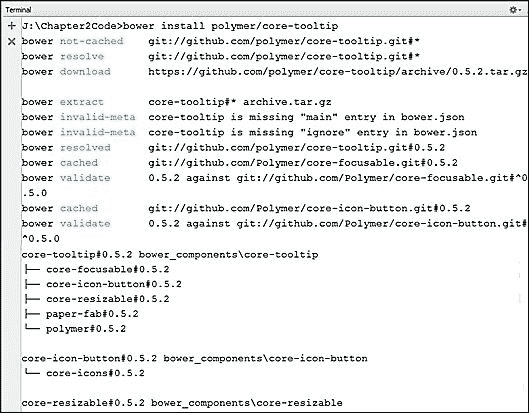 Terminal
J:\Chapter2Code>bower install polymer/core-tooltip
bower not-cached git://github.com/polymer/core-tooltip.git#*
bower resolve git://github.com/polymer/core-tooltip.git#*
bower download https://github.com/polymer/core-tooltip/archive/0.5.2.tar.gz
bower extract core-tooltip#* archive.tar.gz
bower invalid-meta core-tooltip is missing "main" entry in bower.json
bower invalid-meta core-tooltip is missing "ignore" entry in bower.json
bower resolved git://github.com/polymer/core-tooltip.git#0.5.2
bower cached git://github.com/Polymer/core-focusable.git#0.5.2
bower validate 0.5.2 against git://github.com/Polymer/core-focusable.git#^0
.5.0
bower cached git://github.com/Polymer/core-icon-button.git#0.5.2
bower validate 0.5.2 against git://github.com/Polymer/core-icon-button.git#
^0.5.0
core-tooltip#0.5.2 bower_components\core-tooltip
├── core-focusable#0.5.2
├── core-icon-button#0.5.2
├── core-resizable#0.5.2
├── paper-fab#0.5.2
└── polymer#0.5.2
core-icon-button#0.5.2 bower_components\core-icon-button
└── core-icons#0.5.2
core-resizable#0.5.2 bower_components\core-resizable